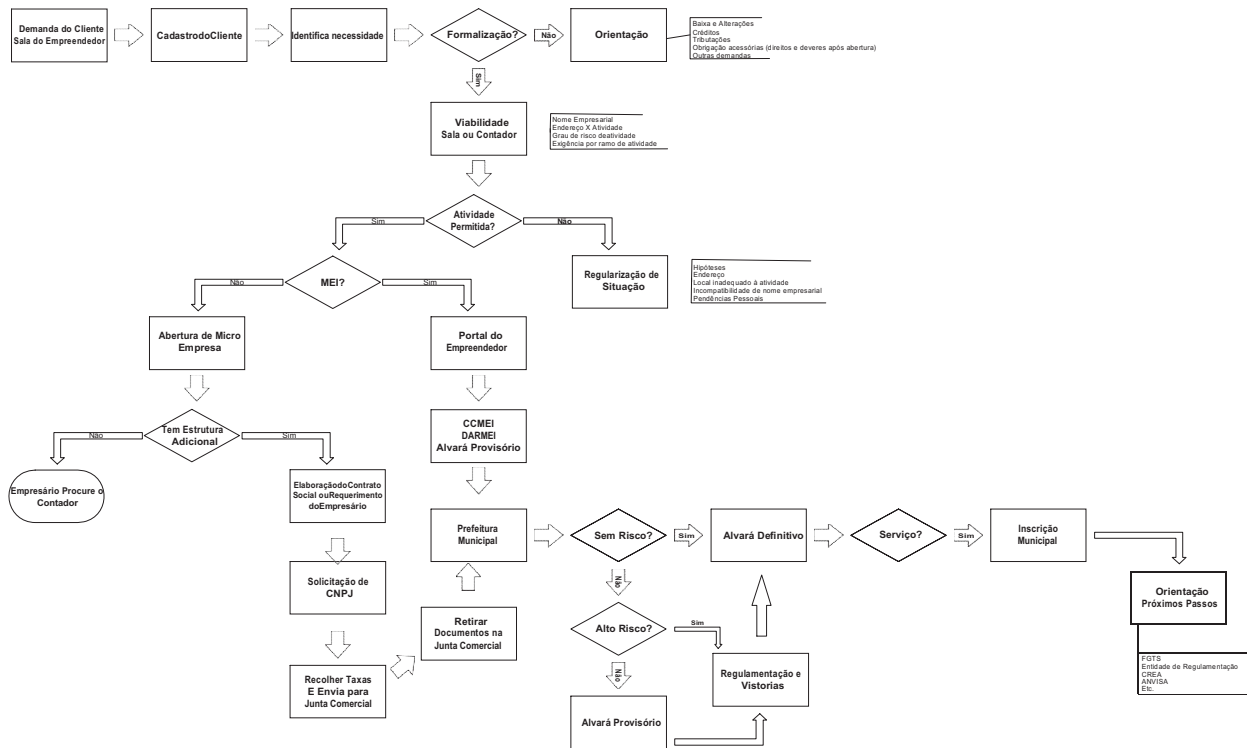 Demanda do Cliente
Sala do Empreendedor
CadastrodoCliente
Identifica necessidade
Formalização?
Não
Orientação
Baixa e Alterações
Créditos
Tributações
Obrigação acessórias (direitos e deveres após abertura)
Outras demandas
Sim
Viabilidade
Sala ou Contador
Nome Empresarial
Endereço X Atividade
Grau de risco deatividade
Exigência por ramo de atividade
Sim
Atividade
Permitida?
Não
Regularização de
Situação
Hipóteses
Endereço
Local inadequado à atividade
Incompatibilidade de nome empresarial
Pendências Pessoais
Não
MEI?
Sim
Abertura de Micro
Empresa
Portal do
Empreendedor
Não
Tem Estrutura
Adicional
Sim
CCMEI
DARMEI
Alvará Provisório
Empresário Procure o
Contador
ElaboraçãodoContrato
Social ouRequerimento
doEmpresário
Prefeitura
Municipal
Sem Risco?
Sim
Alvará Definitivo
Serviço?
Sim
Inscrição
Municipal
Não
Solicitação de
CNPJ
Orientação
Próximos Passos
Retirar
Documentos na
Junta Comercial
Alto Risco?
Sim
Não
Regulamentação e
Vistorias
Recolher Taxas
E Envia para
Junta Comercial
Alvará Provisório
FGTS
Entidade de Regulamentação
CREA
ANVISA
Etc.